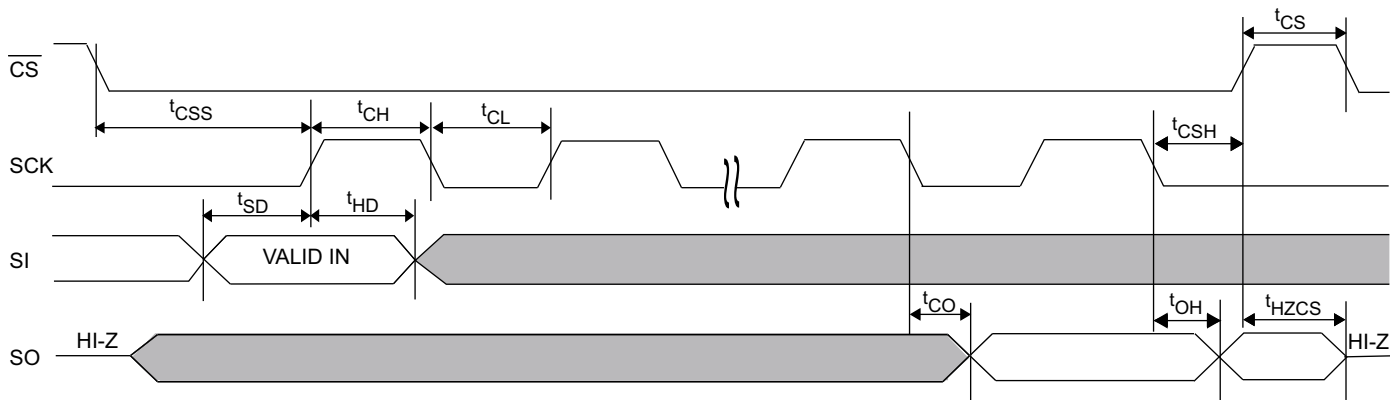 tCS
CS
tCSS
tCH
tCL
tCSH
SCK
tSD
tHD
SI
VALID IN
tCO
tOH
tHZCS
SO
HI-Z
HI-Z